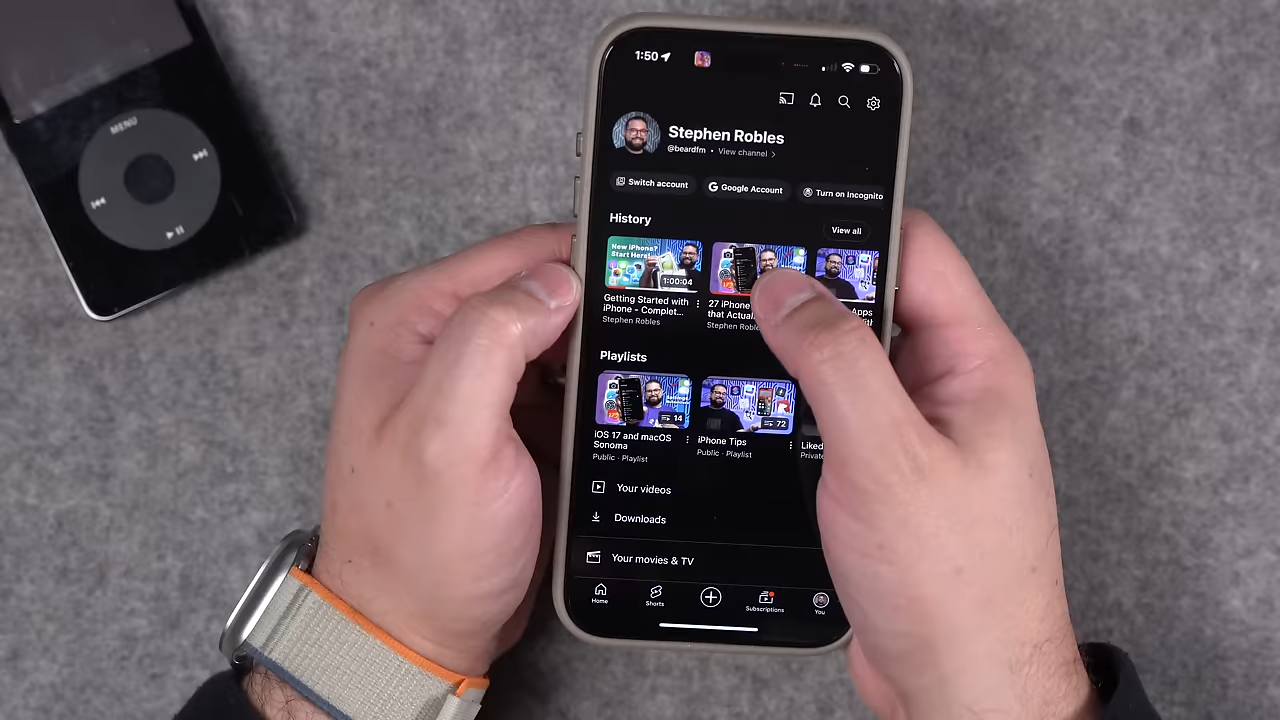 MENU
1:50
Stephen Robles
@beardfm • View channel >
Switch account
Google Account
Turn on Incognito
History
View all
New iPhone?
Start Here!
1:00:04
Getting Started with
iPhone - Complet...
Stephen Robles
27 iPhone
that Actual
Stephen Robl
Apps
Playlists
14
iOS 17 and macOS
Sonoma
Public · Playlist
72
iPhone Tips
Public · Playlist
Liked
Private
Your videos
Downloads
Your movies & TV
Home
Shorts
Subscriptions
You